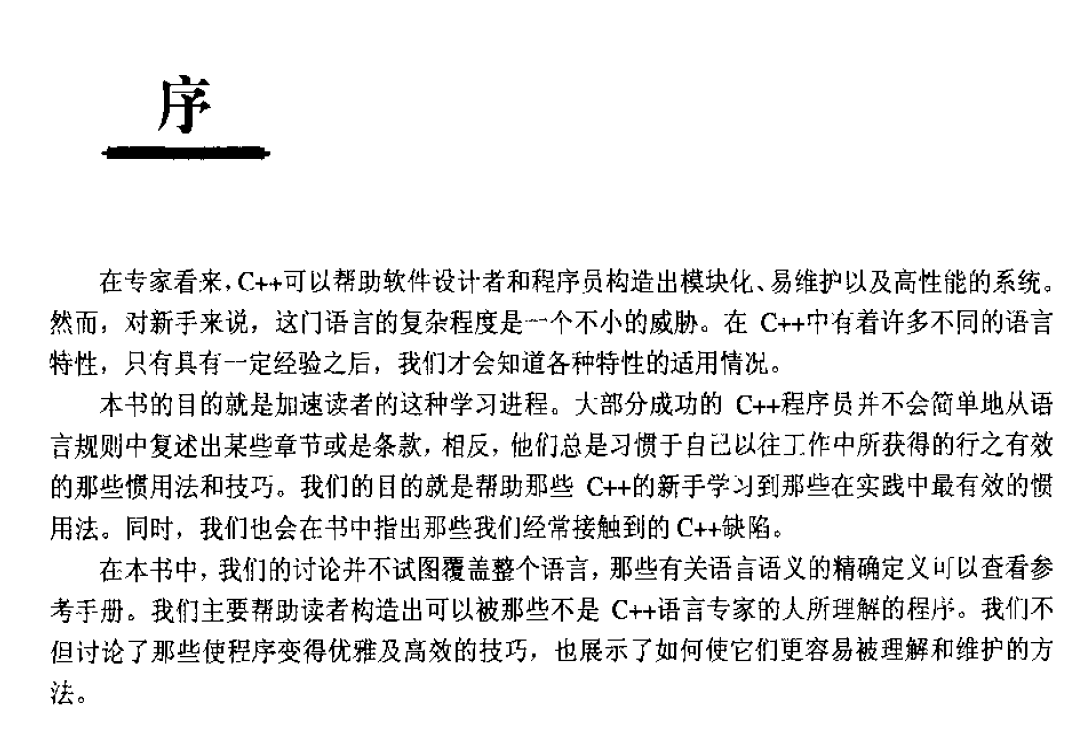 序
在专家看来，C++可以帮助软件设计者和程序员构造出模块化、易维护以及高性能的系统。
然而，对新手来说，这门语言的复杂程度是一个不小的威胁。在 C++中有着许多不同的语言
特性，只有具有一定经验之后，我们才会知道各种特性的适用情况。
本书的目的就是加速读者的这种学习进程。大部分成功的 C++程序员并不会简单地从语
言规则中复述出某些章节或是条款，相反，他们总是习惯于自己以往工作中所获得的行之有效
的那些惯用法和技巧。我们的目的就是帮助那些 C++的新手学习到那些在实践中最有效的惯
用法。同时，我们也会在书中指出那些我们经常接触到的 C++缺陷。
在本书中，我们的讨论并不试图覆盖整个语言，那些有关语言语义的精确定义可以查看参
考手册。我们主要帮助读者构造出可以被那些不是 C++语言专家的人所理解的程序。我们不
但讨论了那些使程序变得优雅及高效的技巧，也展示了如何使它们更容易被理解和维护的方
法。